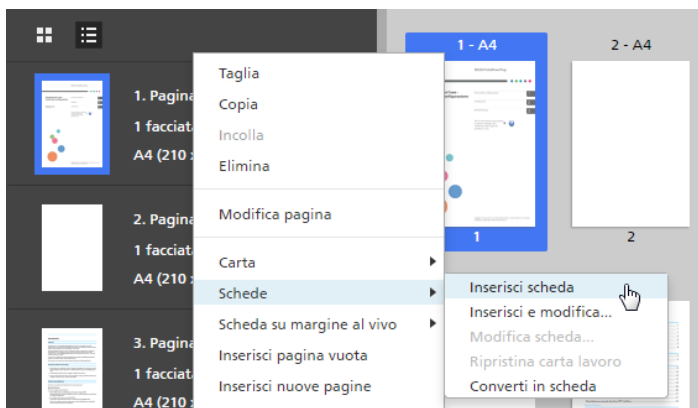 1 - A4
2 - A4
1. Pagina
1 facciat
A4 (210 x
2. Pagina
1 facciat
A4 (210 x
3. Pagina
1 facciat
A4 (210 x
Taglia
Copia
Incolla
Elimina
Modifica pagina
Carta
Schede
Scheda su margine al vivo
Inserisci pagina vuota
Inserisci nuove pagine
Inserisci scheda
Inserisci e modifica...
Modifica scheda...
Ripristina carta lavoro
Converti in scheda
1
2